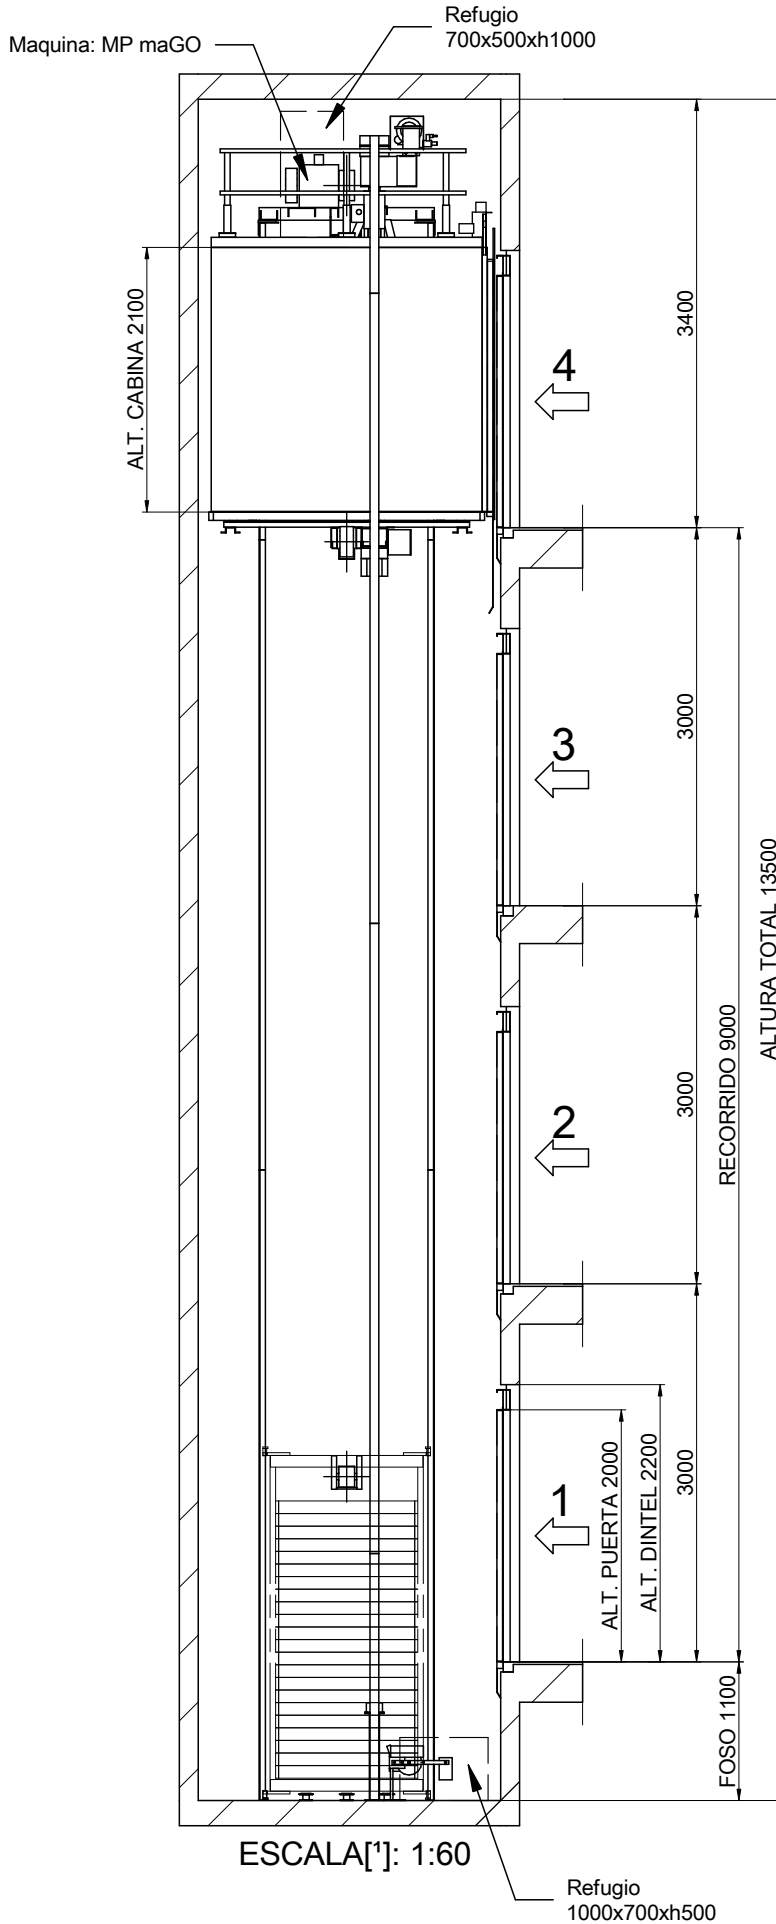 Refugio
700x500xh1000
Maquina: MP maGO
ALT. CABINA 2100
3400
4
3
3000
ALTURA TOTAL 13500
RECORRIDO 9000
2
3000
1
ALT. PUERTA 2000
ALT. DINTEL 2200
3000
FOSO 1100
ESCALA[¹]: 1:60
Refugio
1000x700xh500